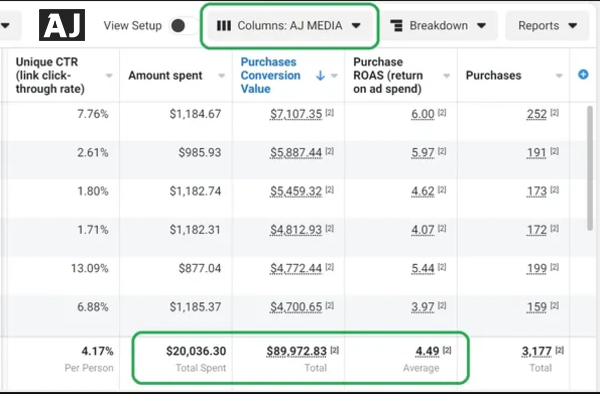 AJ View Setup Columns: AJ MEDIA Breakdown Reports
Unique CTR (link click-through rate) Amount spent Purchases Conversion Value Purchase ROAS (return on ad spend) Purchases
7.76% $1,184.67 $7,107.35 [2] 6.00 [2] 252 [2]
2.61% $985.93 $5,887.44 [2] 5.97 [2] 191 [2]
1.80% $1,182.74 $5,459.32 [2] 4.62 [2] 173 [2]
1.71% $1,182.31 $4,812.93 [2] 4.07 [2] 172 [2]
13.09% $877.04 $4,772.44 [2] 5.44 [2] 199 [2]
6.88% $1,185.37 $4,700.65 [2] 3.97 [2] 159 [2]
4.17% $20,036.30 $89,972.83 [2] 4.49 [2] 3,177 [2]
Per Person Total Spent Total Average Total